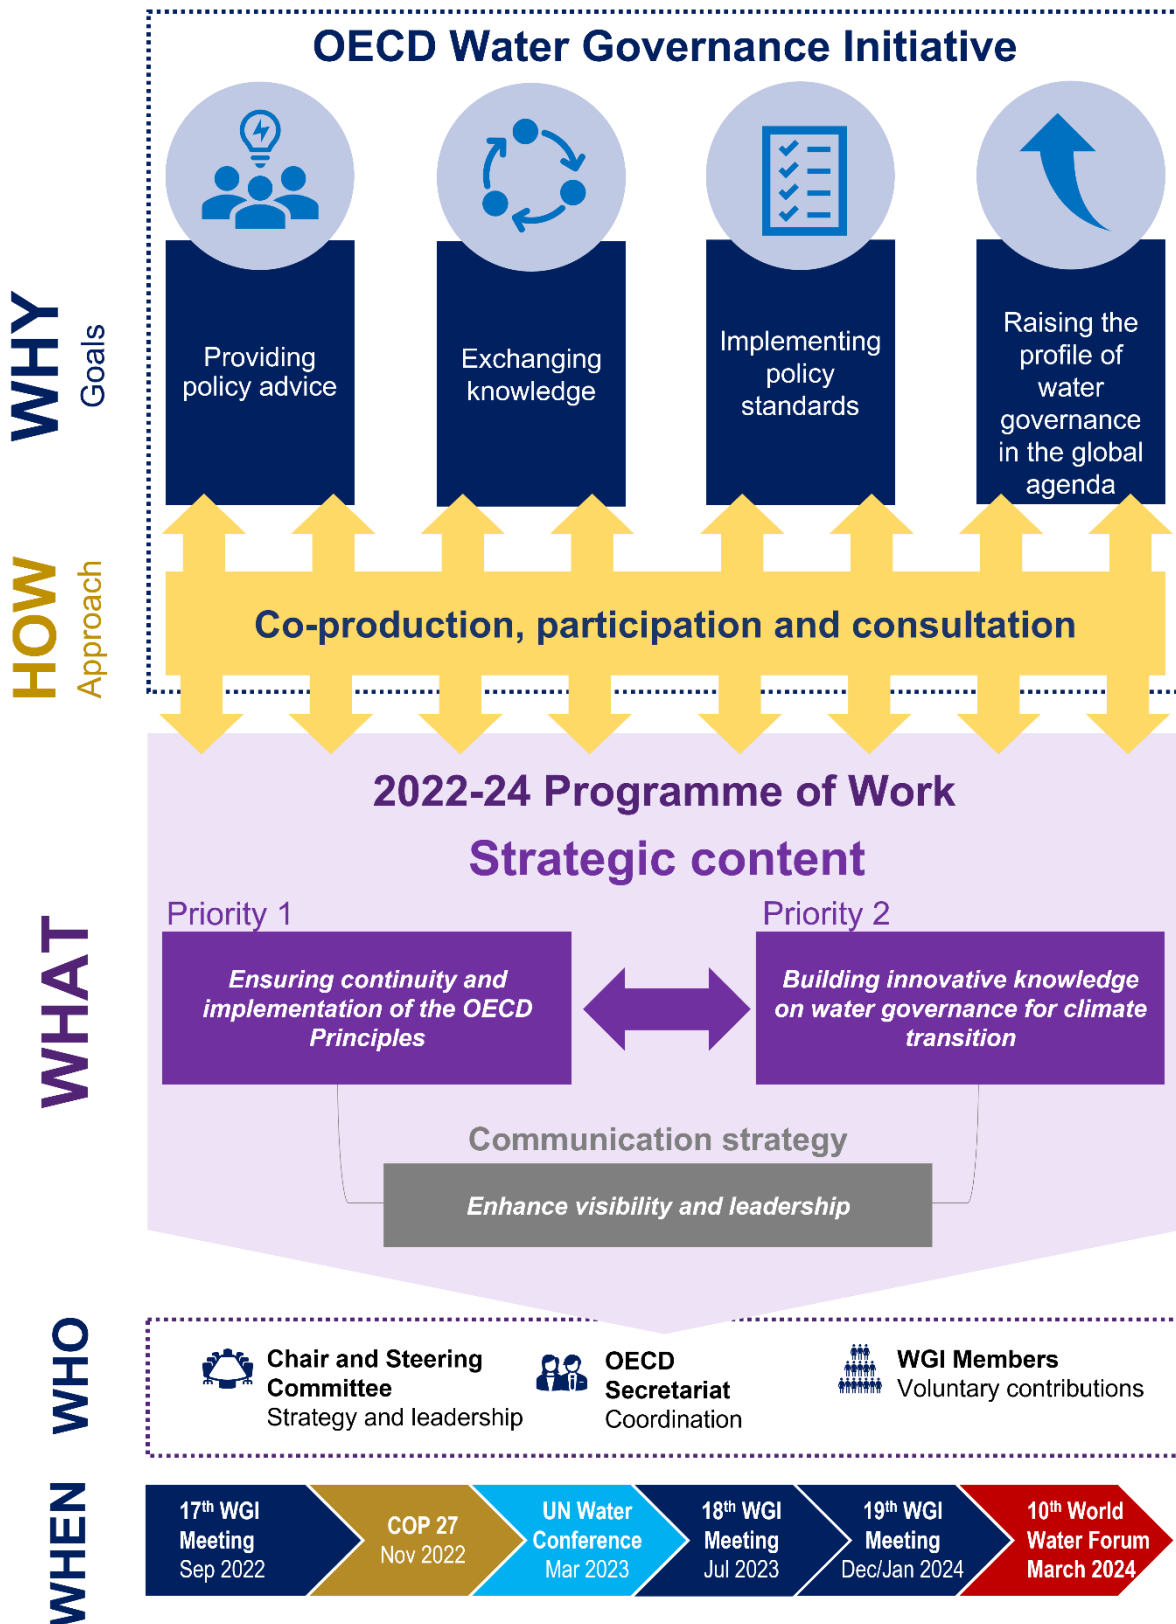 OECD Water Governance Initiative
WHY
Goals
Providing
policy advice
Exchanging
knowledge
Implementing
policy
standards
Raising the
profile of
water
governance
in the global
agenda
HOW
Approach
Co-production, participation and consultation
WHAT
2022-24 Programme of Work
Strategic content
Priority 1
Ensuring continuity and
implementation of the OECD
Principles
Priority 2
Building innovative knowledge
on water governance for climate
transition
Communication strategy
Enhance visibility and leadership
WHO
Chair and Steering
Committee
Strategy and leadership
OECD
Secretariat
Coordination
WGI Members
Voluntary contributions
WHEN
17th WGI
Meeting
Sep 2022
COP 27
Nov 2022
UN Water
Conference
Mar 2023
18th WGI
Meeting
Jul 2023
19th WGI
Meeting
Dec/Jan 2024
10th World
Water Forum
March 2024